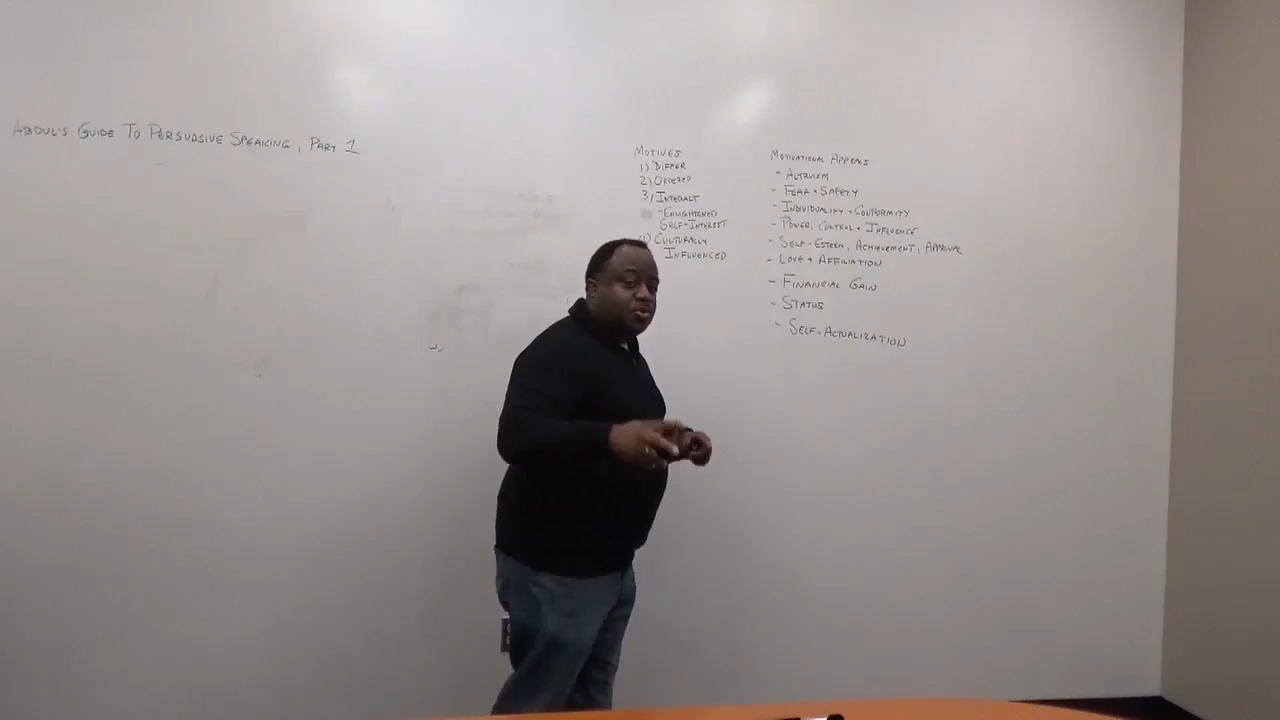 ABDUL'S GUIDE TO PERSUASIVE SPEAKING, PART 1
MOTIVES
1) DIFFER
2) ORDERED
3) INTERACT
-ENLIGHTENED
SELF-INTEREST
4) CULTURALLY
INFLUENCED
MOTIVATIONAL APPEALS
- ALTRUISM
- FEAR + SAFETY
- INDIVIDUALITY + CONFORMITY
- POWER, CONTROL + INFLUENCE
- SELF-ESTEEM, ACHIEVEMENT, APPROVAL
- LOVE + AFFILIATION
- FINANCIAL GAIN
- STATUS
- SELF-ACTUALIZATION